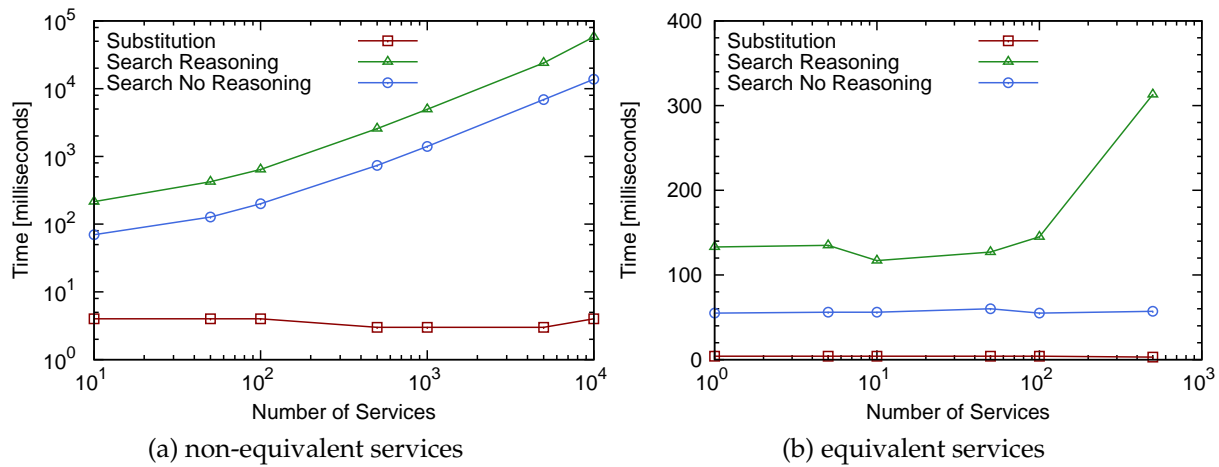 10^5
10^4
10^3
10^2
10^1
10^0
Time [milliseconds]
Substitution
Search Reasoning
Search No Reasoning
10^1 10^2 10^3 10^4
Number of Services
(a) non-equivalent services
400
300
200
100
0
Time [milliseconds]
Substitution
Search Reasoning
Search No Reasoning
10^0 10^1 10^2 10^3
Number of Services
(b) equivalent services